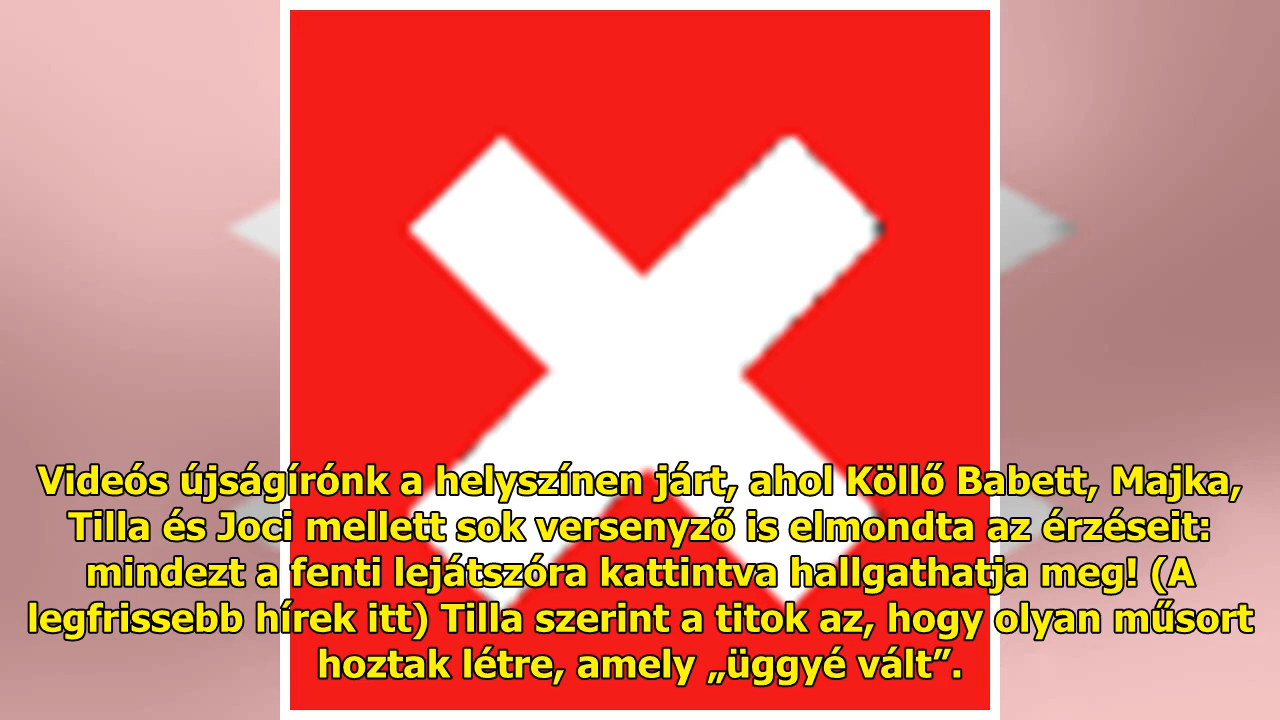 Videós újságírónk a helyszínen járt, ahol Köllő Babett, Majka,
Tilla és Joci mellett sok versenyző is elmondta az érzéseit:
mindezt a fenti lejátszóra kattintva hallgathatja meg! (A
legfrissebb hírek itt) Tilla szerint a titok az, hogy olyan műsort
hoztak létre, amely „üggyé vált”.